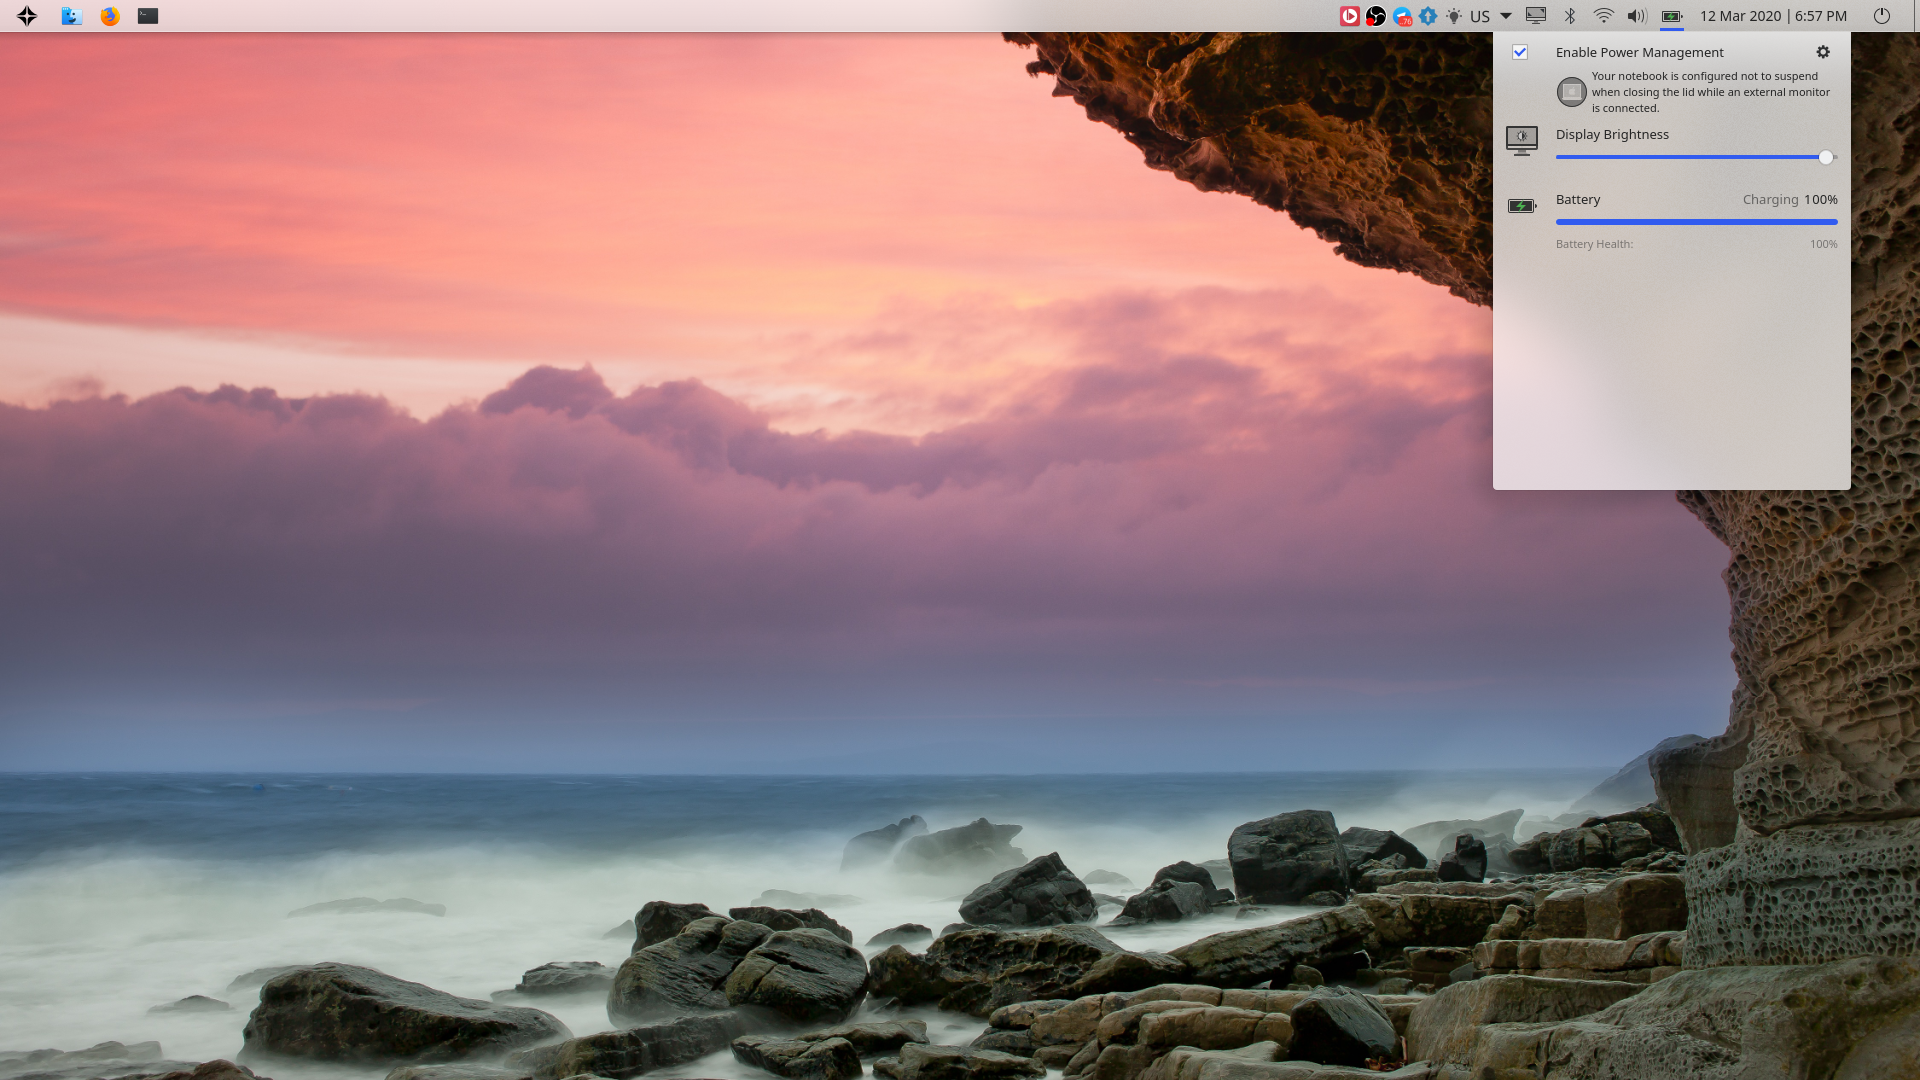 US
12 Mar 2020 | 6:57 PM
Enable Power Management
Your notebook is configured not to suspend
when closing the lid while an external monitor
is connected.
Display Brightness
Battery Charging 100%
Battery Health: 100%